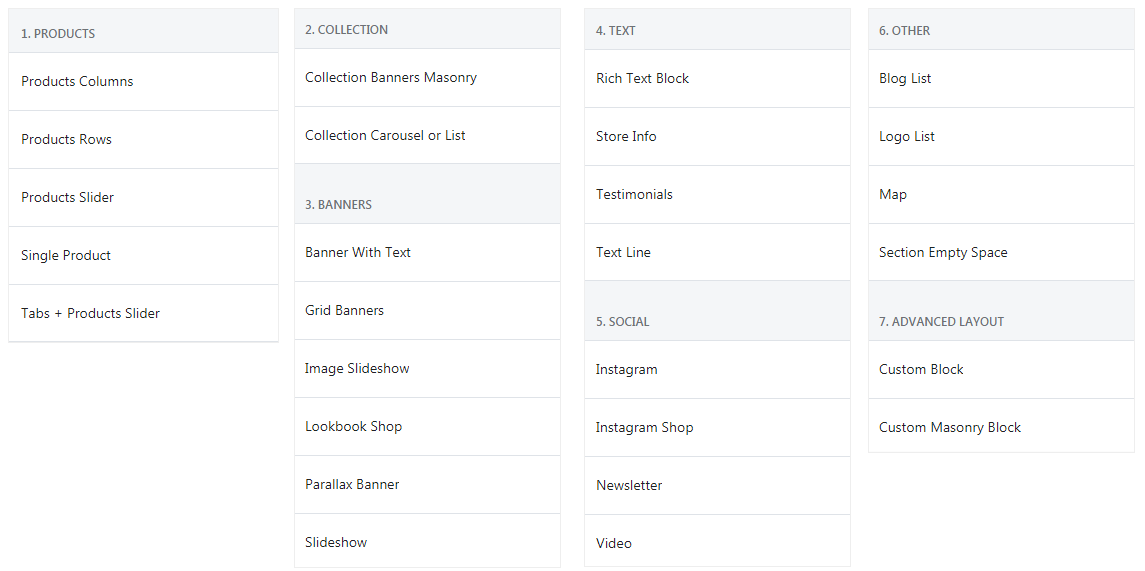 1. PRODUCTS
Products Columns
Products Rows
Products Slider
Single Product
Tabs + Products Slider
2. COLLECTION
Collection Banners Masonry
Collection Carousel or List
3. BANNERS
Banner With Text
Grid Banners
Image Slideshow
Lookbook Shop
Parallax Banner
Slideshow
4. TEXT
Rich Text Block
Store Info
Testimonials
Text Line
5. SOCIAL
Instagram
Instagram Shop
Newsletter
Video
6. OTHER
Blog List
Logo List
Map
Section Empty Space
7. ADVANCED LAYOUT
Custom Block
Custom Masonry Block